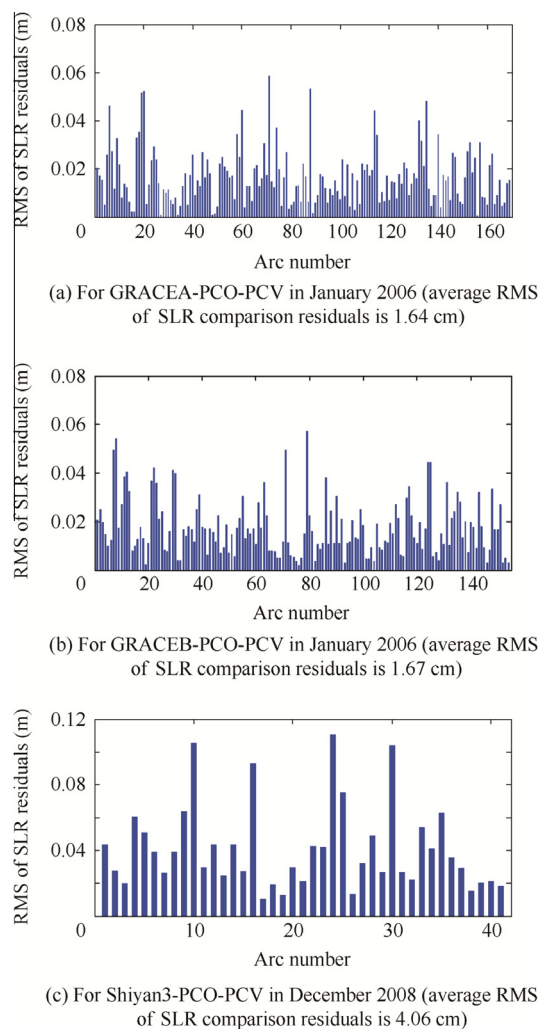 0.08
0.06
0.04
0.02
0
20
40
60
80
100
120
140
160
RMS of SLR residuals (m)
Arc number
(a) For GRACEA-PCO-PCV in January 2006 (average RMS
of SLR comparison residuals is 1.64 cm)
0.08
0.06
0.04
0.02
0
20
40
60
80
100
120
140
RMS of SLR residuals (m)
Arc number
(b) For GRACEB-PCO-PCV in January 2006 (average RMS
of SLR comparison residuals is 1.67 cm)
0.12
0.08
0.04
0
10
20
30
40
RMS of SLR residuals (m)
Arc number
(c) For Shiyan3-PCO-PCV in December 2008 (average RMS
of SLR comparison residuals is 4.06 cm)